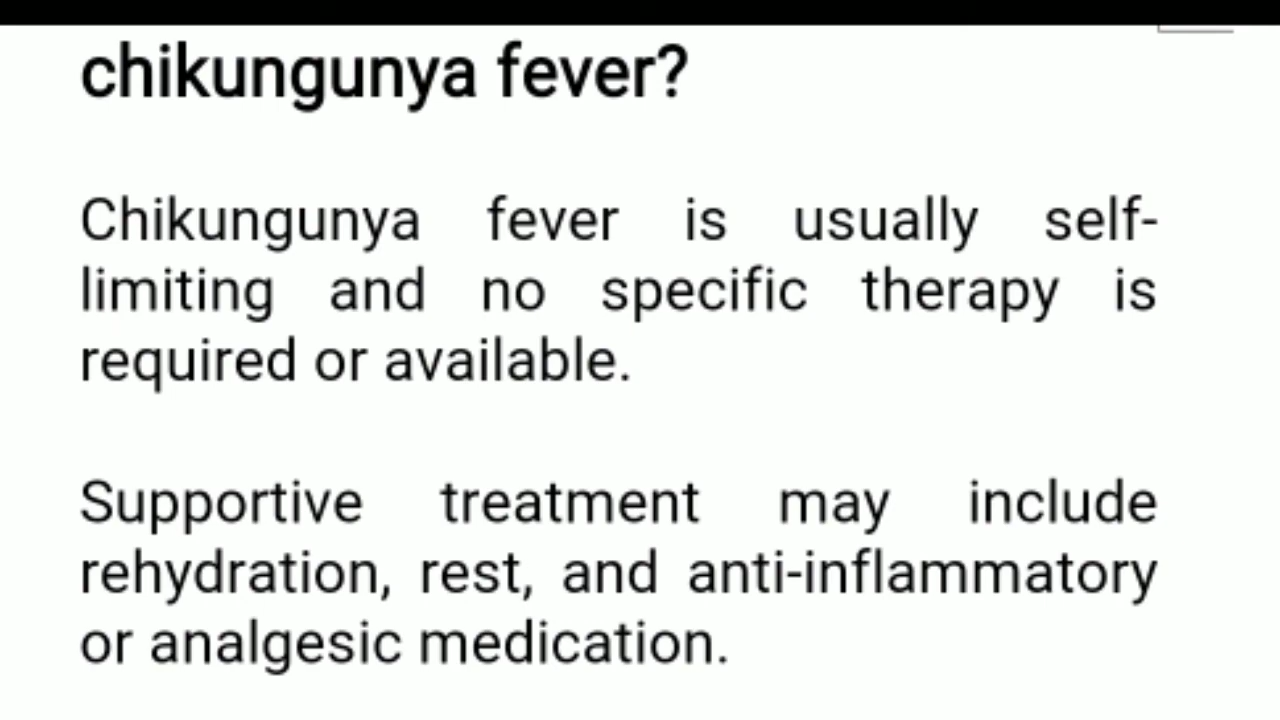 chikungunya fever?
Chikungunya fever is usually self-
limiting and no specific therapy is
required or available.
Supportive treatment may include
rehydration, rest, and anti-inflammatory
or analgesic medication.